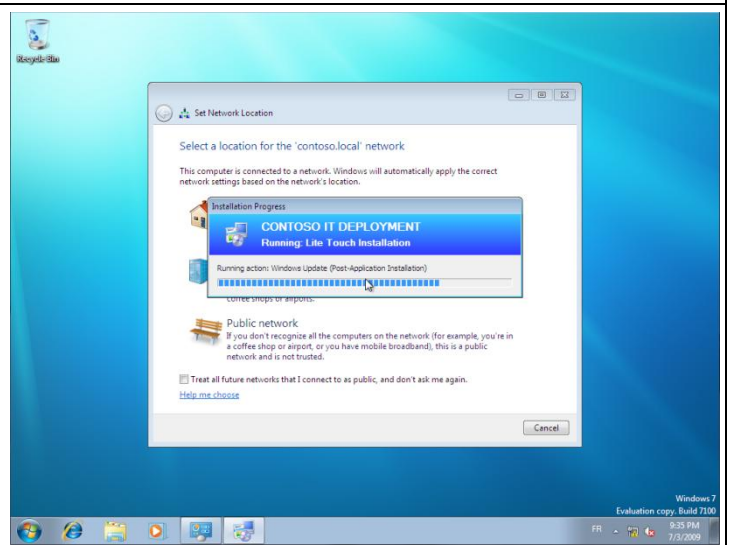 Recycle Bin
Set Network Location
Select a location for the 'contoso.local' network
This computer is connected to a network. Windows will automatically apply the correct
network settings based on the network's location.
Installation Progress
CONTOSO IT DEPLOYMENT
Running: Lite Touch Installation
Running action: Windows Update (Post-Application Installation)
coffee shops or airports.
Public network
If you don't recognize all the computers on the network (for example, you're in
a coffee shop or airport, or you have mobile broadband), this is a public
network and is not trusted.
Treat all future networks that I connect to as public, and don't ask me again.
Help me choose
Cancel
Windows 7
Evaluation copy. Build 7100
FR
9:35 PM
7/3/2009